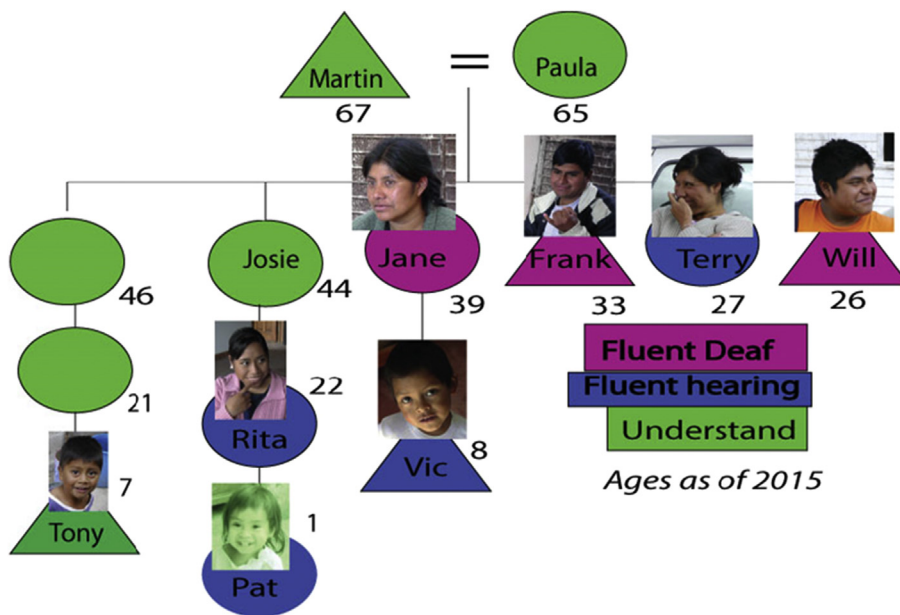 Martin
Paula
67
65
Josie
Jane
Frank
Terry
Will
46
44
39
33
27
26
21
22
Rita
8
Vic
7
Tony
1
Pat
Fluent Deaf
Fluent hearing
Understand
Ages as of 2015